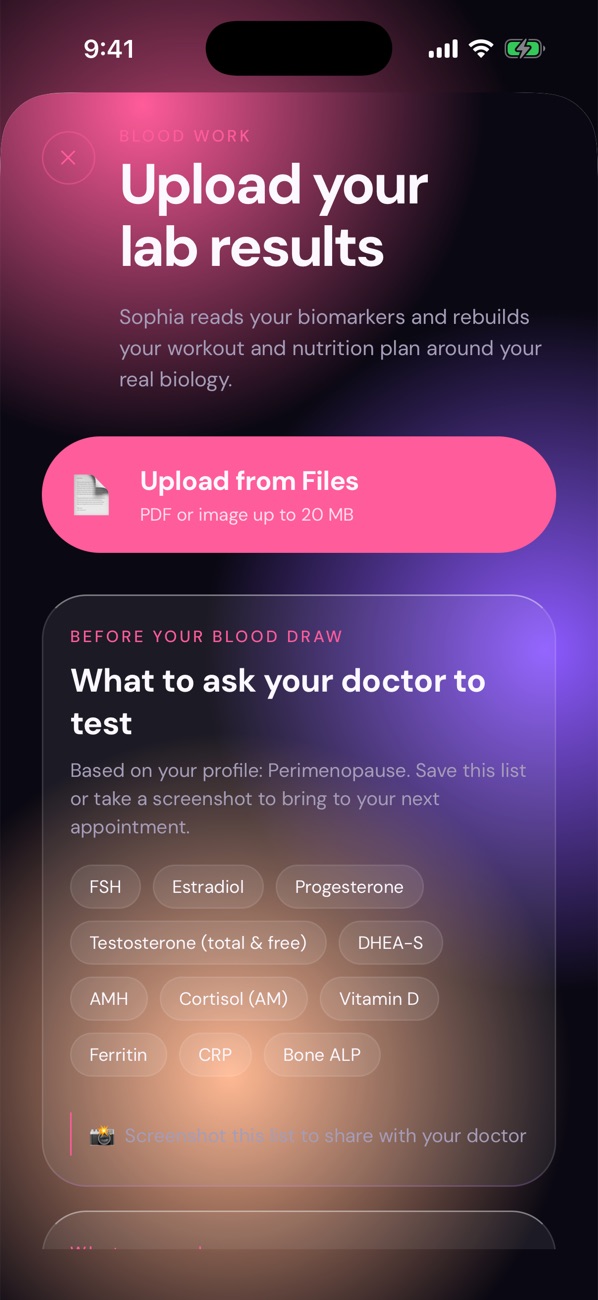 9:41
BLOOD WORK
Upload your
lab results
Sophia reads your biomarkers and rebuilds
your workout and nutrition plan around your
real biology.
Upload from Files
PDF or image up to 20 MB
BEFORE YOUR BLOOD DRAW
What to ask your doctor to
test
Based on your profile: Perimenopause. Save this list
or take a screenshot to bring to your next
appointment.
FSH Estradiol Progesterone
Testosterone (total & free) DHEA-S
AMH Cortisol (AM) Vitamin D
Ferritin CRP Bone ALP
📸 Screenshot this list to share with your doctor